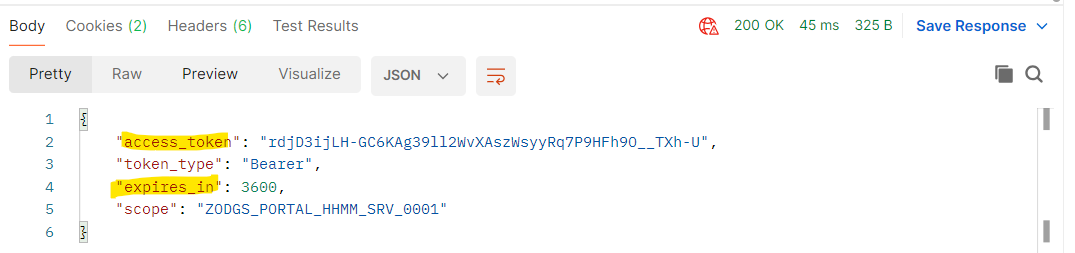 Body Cookies (2) Headers (6) Test Results 200 OK 45 ms 325 B Save Response
Pretty Raw Preview Visualize JSON
1 {
2 "access_token": "rdjD3ijLH-GC6KAg39ll2WvXAszWsyyRq7P9HFh9O__TXh-U",
3 "token_type": "Bearer",
4 "expires_in": 3600,
5 "scope": "ZODGS_PORTAL_HHMM_SRV_0001"
6 }